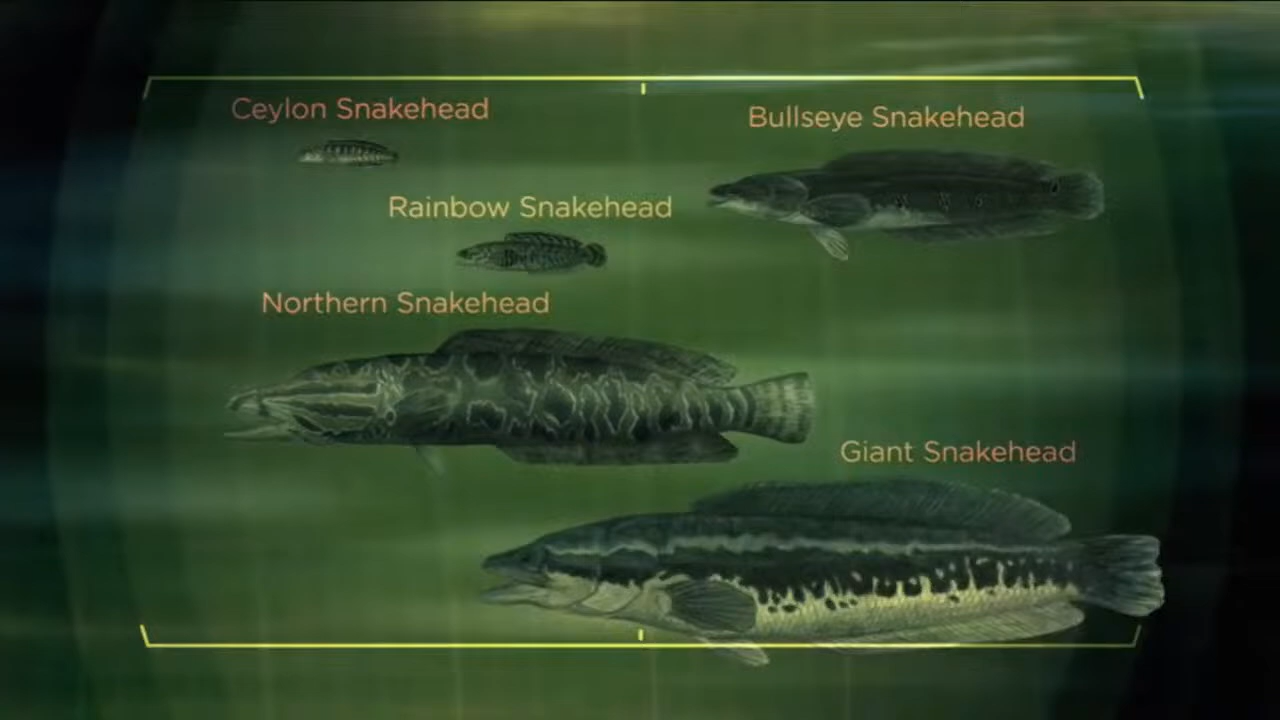 Ceylon Snakehead
Bullseye Snakehead
Rainbow Snakehead
Northern Snakehead
Giant Snakehead